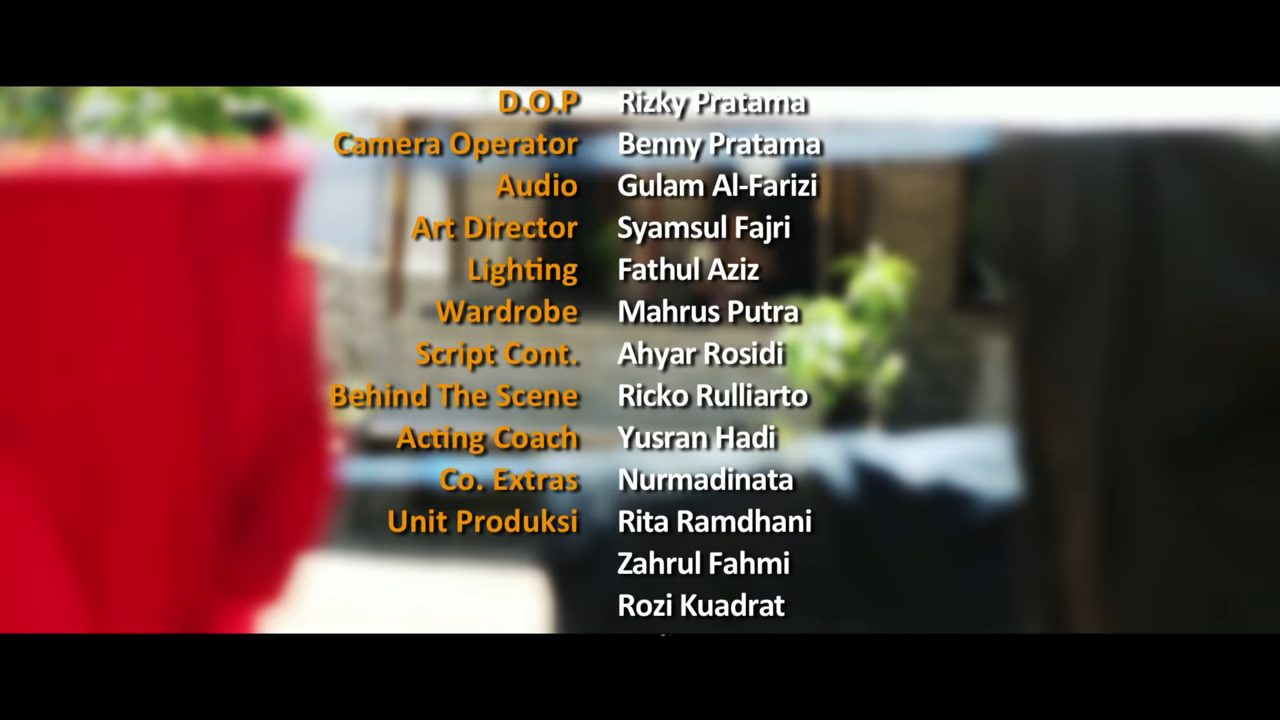 D.O.P Rizky Pratama
Camera Operator Benny Pratama
Audio Gulam Al-Farizi
Art Director Syamsul Fajri
Lighting Fathul Aziz
Wardrobe Mahrus Putra
Script Cont. Ahyar Rosidi
Behind The Scene Ricko Rulliarto
Acting Coach Yusran Hadi
Co. Extras Nurmadinata
Unit Produksi Rita Ramdhani
Zahrul Fahmi
Rozi Kuadrat